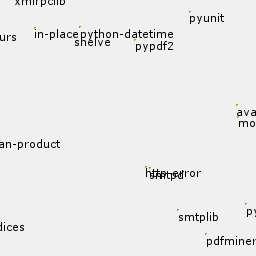 xmlrpclib
pyunit
in-place
python-datetime
urs
shelve
pypdf2
ava
mo
an-product
http-error
smtpd
py
smtplib
dices
pdfminer